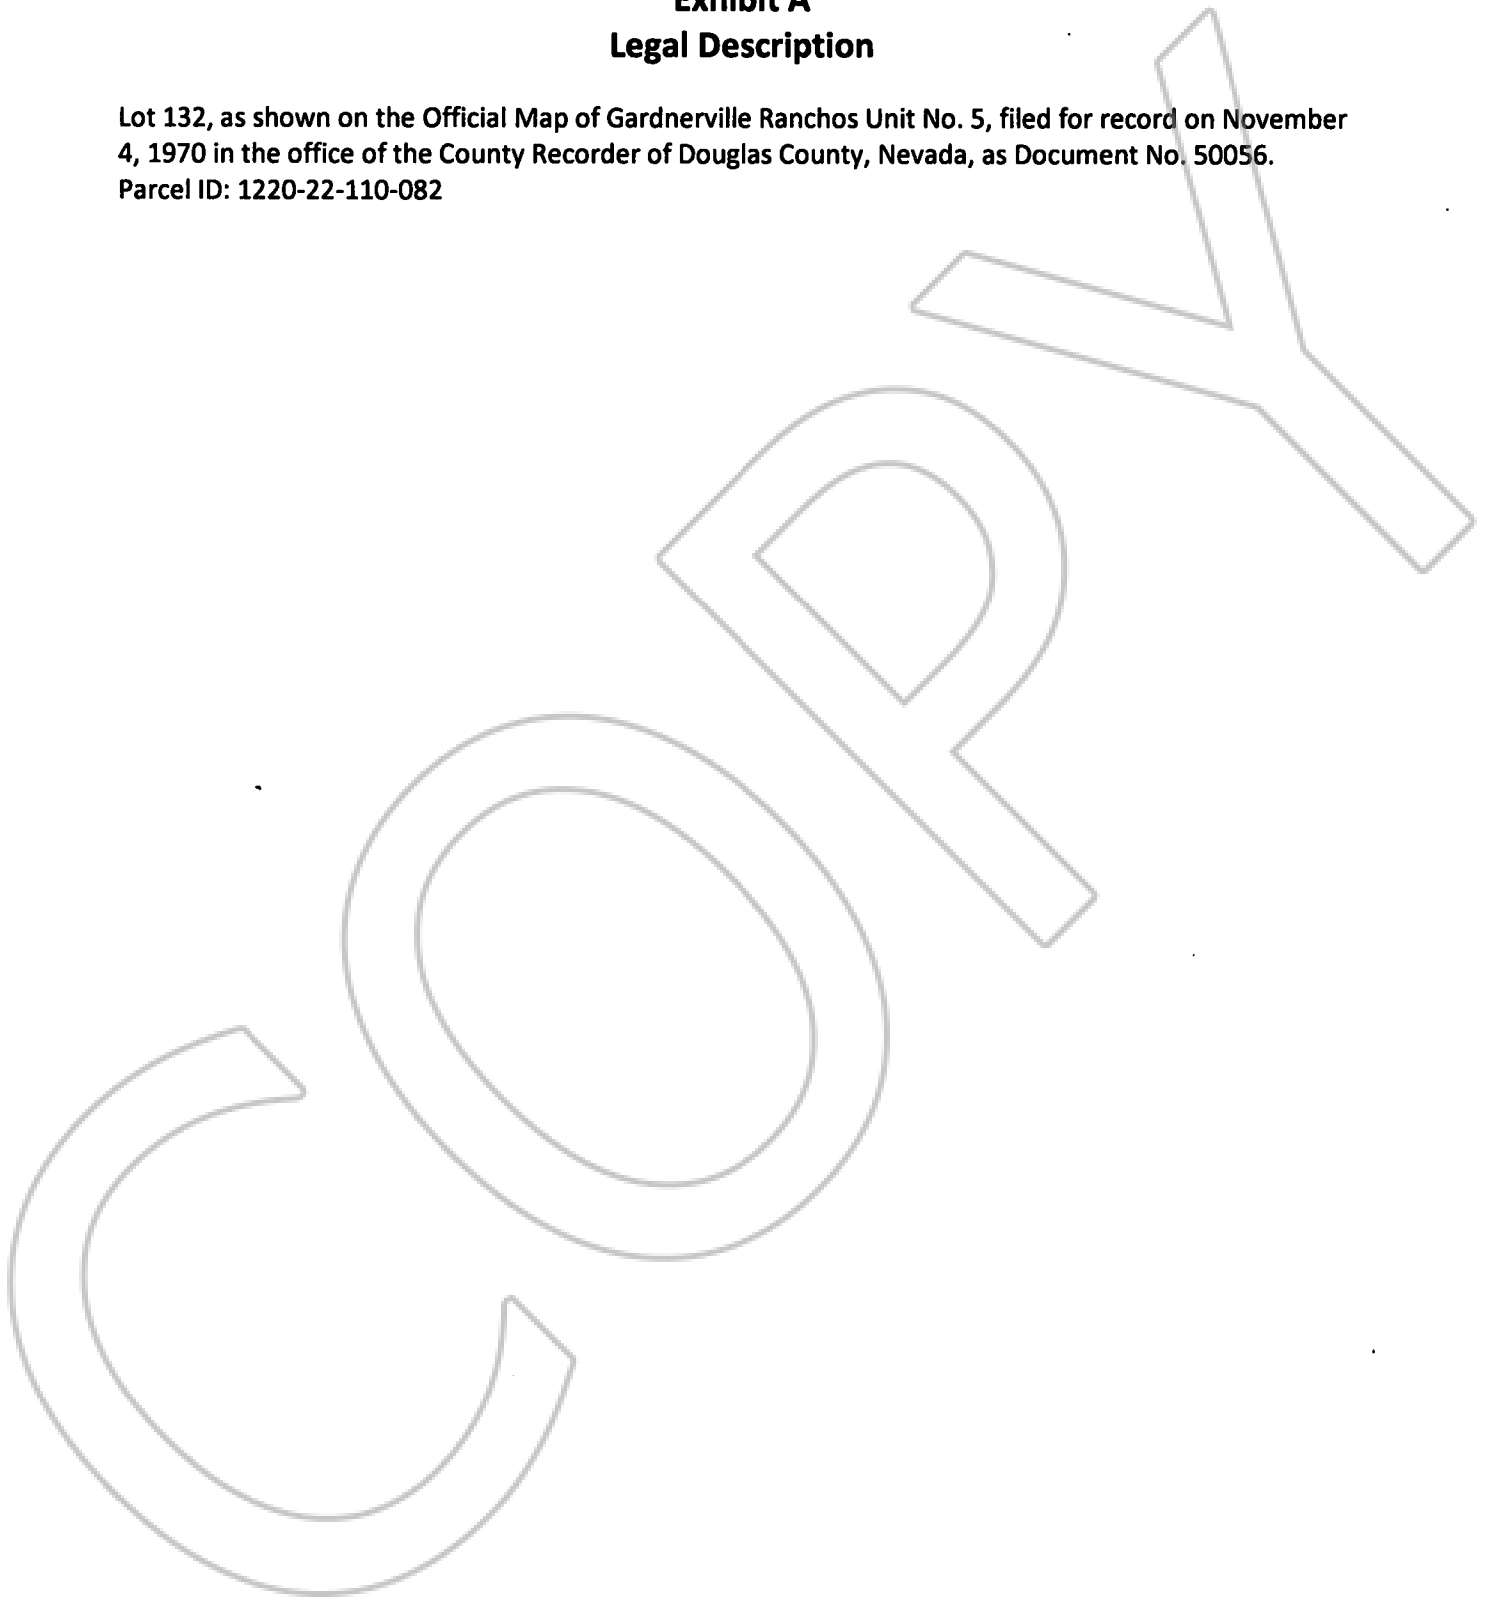 Exhibit A
Legal Description
Lot 132, as shown on the Official Map of Gardnerville Ranchos Unit No. 5, filed for record on November
4, 1970 in the office of the County Recorder of Douglas County, Nevada, as Document No. 50056.
Parcel ID: 1220-22-110-082
COPY